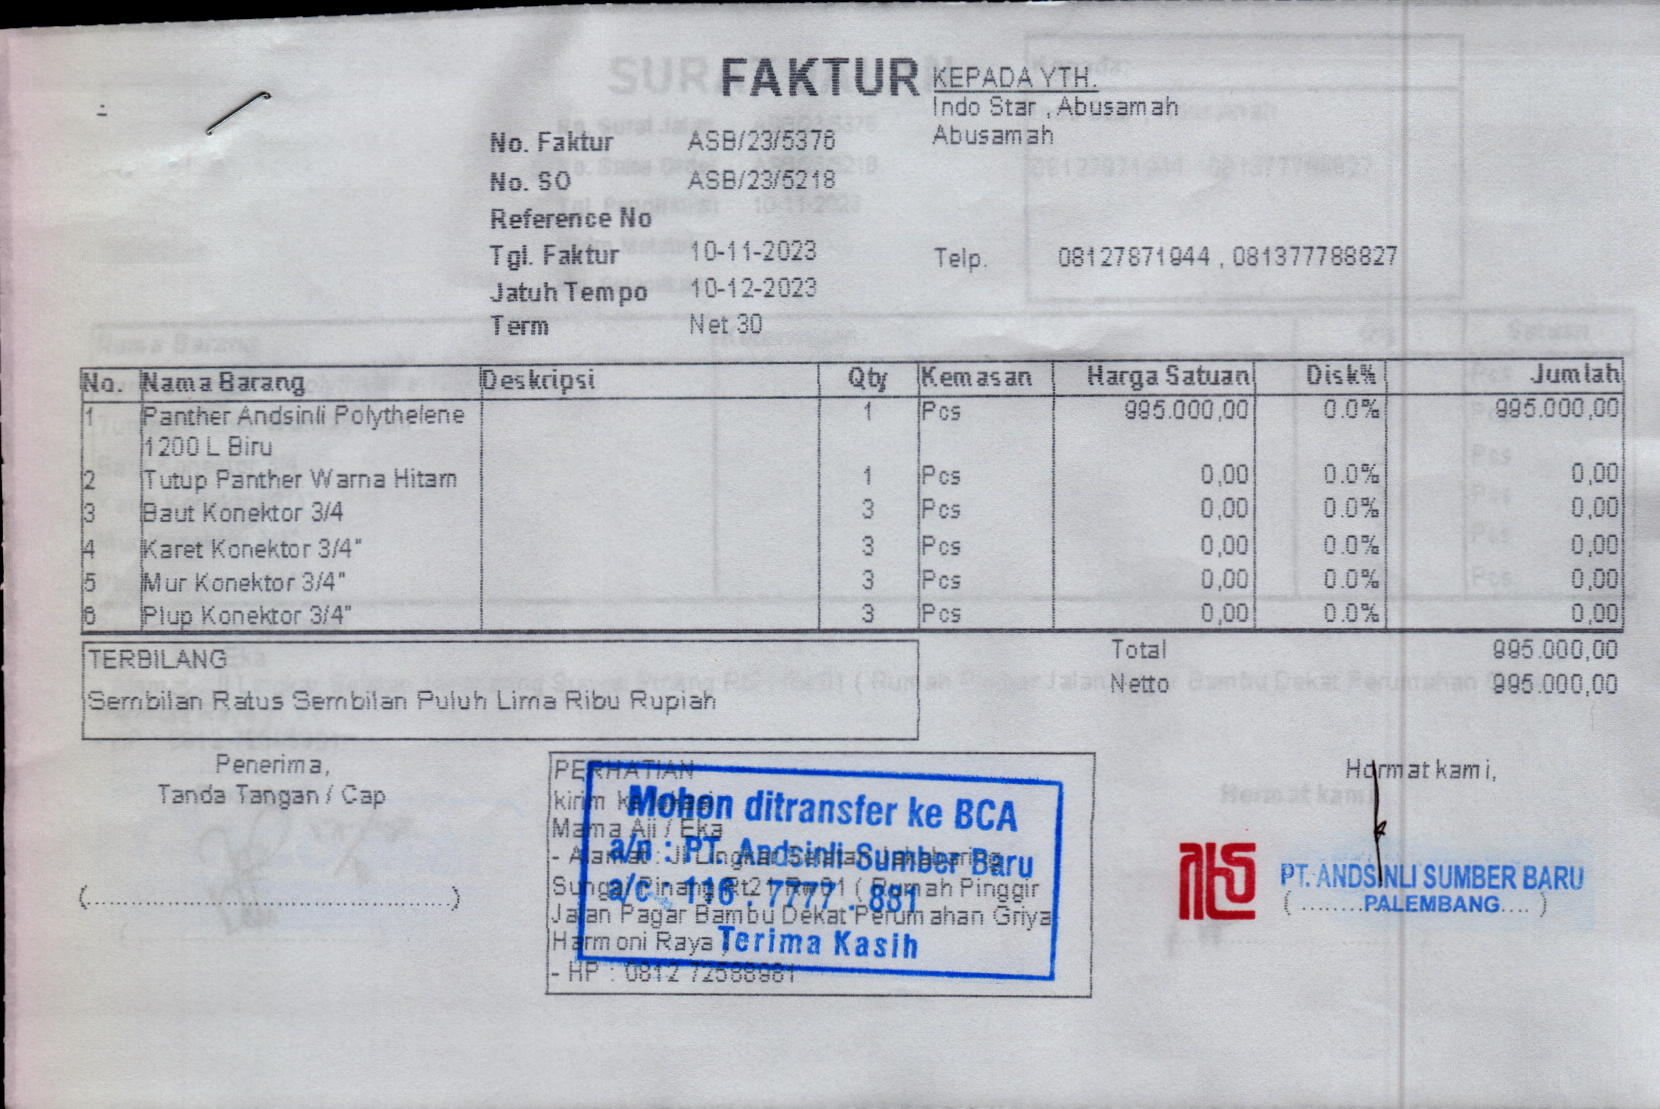 FAKTUR
KEPADA YTH.
Indo Star , Abusamah
Abusamah
No. Faktur ASB/23/5376
No. SO ASB/23/5218
Reference No
Tgl. Faktur 10-11-2023
Telp. 08127871944 , 081377788827
Jatuh Tempo 10-12-2023
Term Net 30
No. Nama Barang Deskripsi Qty Kemasan Harga Satuan Disk% Jumlah
1 Panther Andsinli Polythelene 1 Pcs 995.000,00 0.0% 995.000,00
1200 L Biru
2 Tutup Panther Warna Hitam 1 Pcs 0,00 0.0% 0,00
3 Baut Konektor 3/4 3 Pcs 0,00 0.0% 0,00
4 Karet Konektor 3/4" 3 Pcs 0,00 0.0% 0,00
5 Mur Konektor 3/4" 3 Pcs 0,00 0.0% 0,00
6 Plup Konektor 3/4" 3 Pcs 0,00 0.0% 0,00
TERBILANG
Sembilan Ratus Sembilan Puluh Lima Ribu Rupiah
Total 995.000,00
Netto 995.000,00
Penerima,
Tanda Tangan / Cap
(..................................................)
PERHATIAN
kirim
Mama Aji / Eka
- Alamat : Jl Lingkar Selatan Jakabaring
Sungai Pinang Rt21 Rw01 ( Rumah Pinggir
Jalan Pagar Bambu Dekat Perumahan Griya
Harmoni Raya
- HP : 0812 72588981
Mohon ditransfer ke BCA
a/n : PT. Andsinli Sumber Baru
a/c : 116 . 7777 . 881
Terima Kasih
Hormat kami,
PT. ANDSINLI SUMBER BARU
( ........PALEMBANG.... )